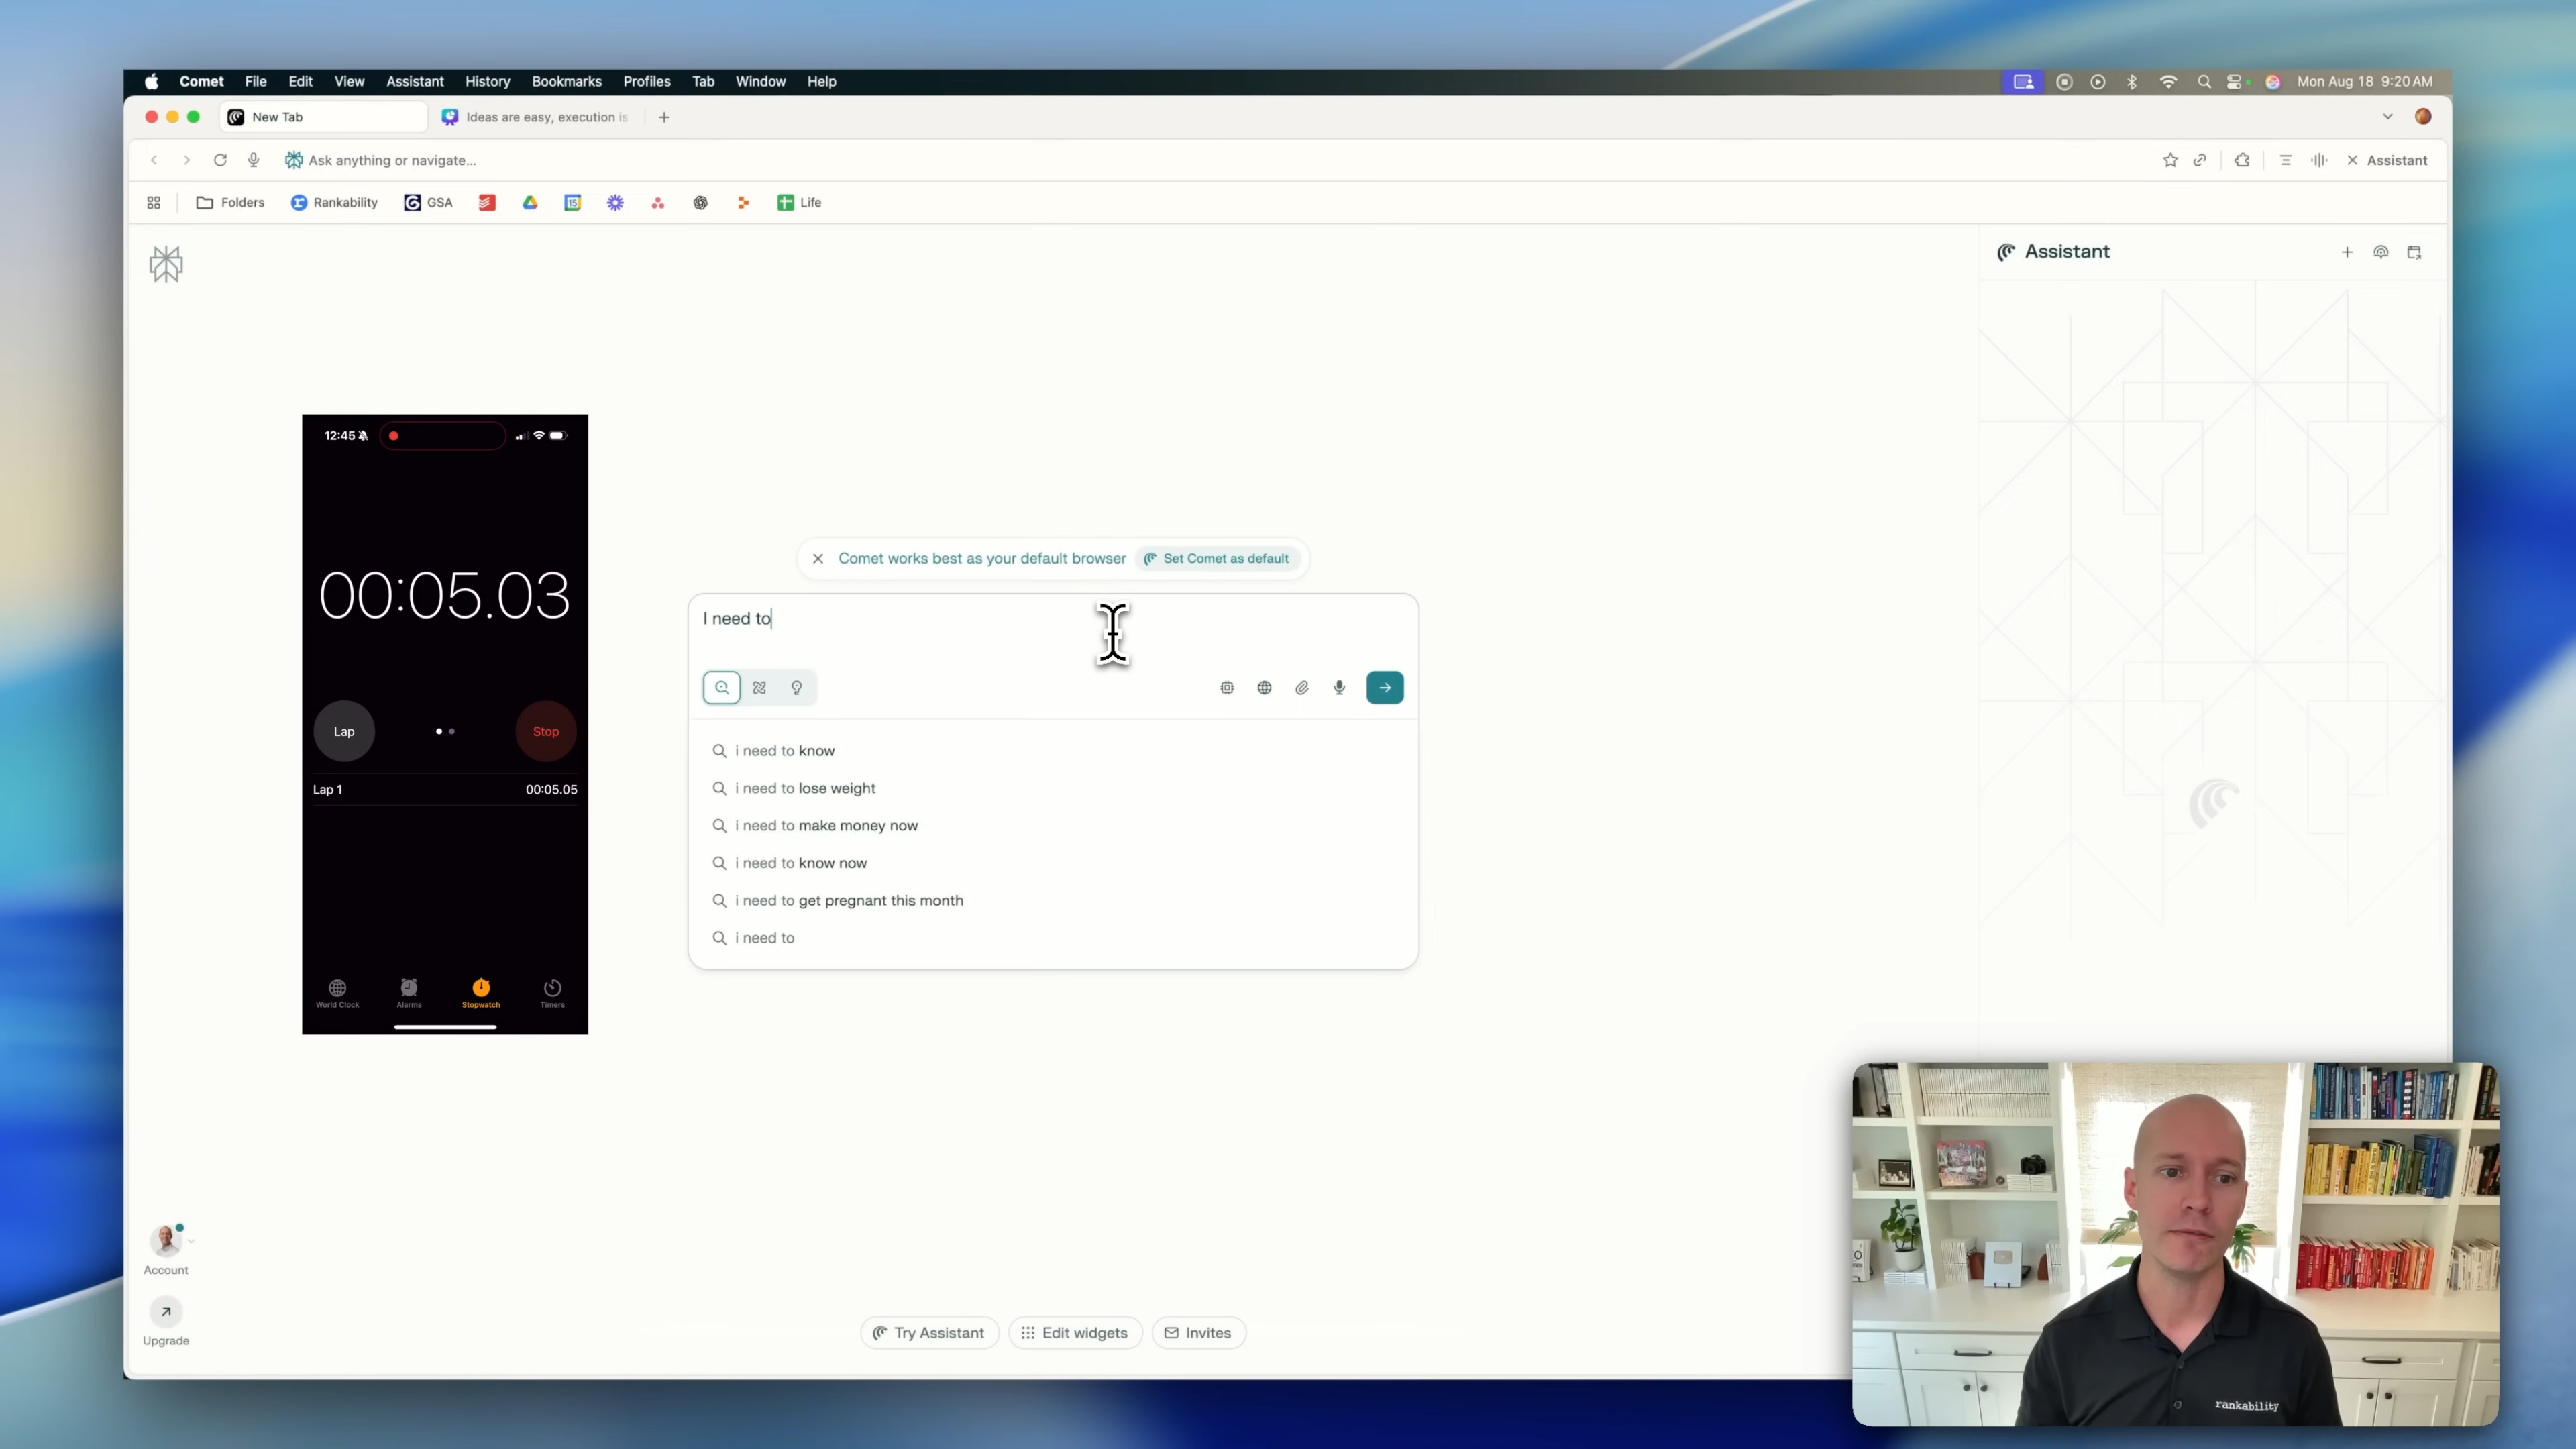 Comet File Edit View Assistant History Bookmarks Profiles Tab Window Help
Mon Aug 18 9:20 AM
New Tab
Ideas are easy, execution is
Ask anything or navigate...
Assistant
Folders
Rankability
GSA
15
Life
Assistant
12:45
00:05.03
Lap
Stop
Lap 1
00:05.05
World Clock
Alarms
Stopwatch
Timers
Comet works best as your default browser
Set Comet as default
I need to
i need to know
i need to lose weight
i need to make money now
i need to know now
i need to get pregnant this month
i need to
Account
Upgrade
Try Assistant
Edit widgets
Invites
rankability